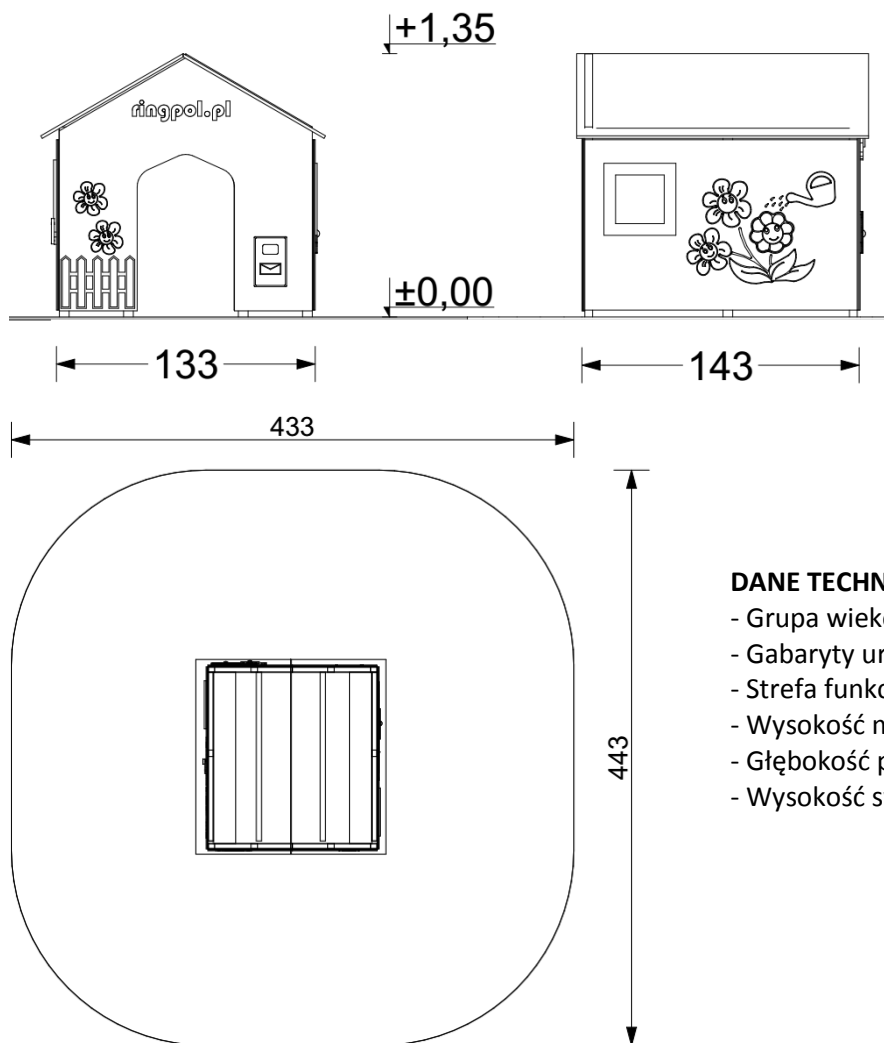 +1,35
ringpol.pl
±0,00
133
143
433
443
DANE TECHN
- Grupa wiek
- Gabaryty ur
- Strefa funkc
- Wysokość n
- Głębokość p
- Wysokość s